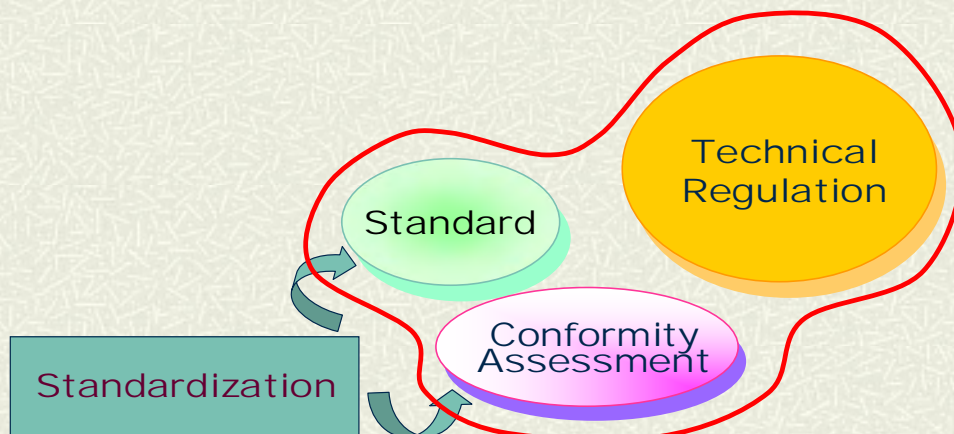 Technical
Regulation
Standard
Conformity
Assessment
Standardization